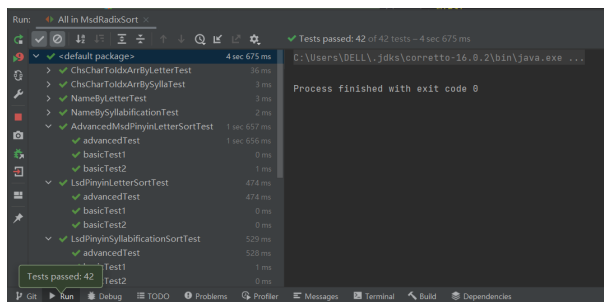 Run: All in MsdRadixSort ×
Tests passed: 42 of 42 tests – 4 sec 675 ms
<default package> 4 sec 675 ms
ChsCharToIdxArrByLetterTest 36 ms
ChsCharToIdxArrBySyllaTest 3 ms
NameByLetterTest 3 ms
NameBySyllabificationTest 2 ms
AdvancedMsdPinyinLetterSortTest 1 sec 657 ms
advancedTest 1 sec 656 ms
basicTest1 0 ms
basicTest2 1 ms
LsdPinyinLetterSortTest 474 ms
advancedTest 474 ms
basicTest1 0 ms
basicTest2 0 ms
LsdPinyinSyllabificationSortTest 529 ms
advancedTest 528 ms
Tests passed: 42
Test1 1 ms
Test2 0 ms
C:\Users\DELL\.jdks\corretto-16.0.2\bin\java.exe ...
Process finished with exit code 0
Git Run Debug TODO Problems Profiler Messages Terminal Build Dependencies